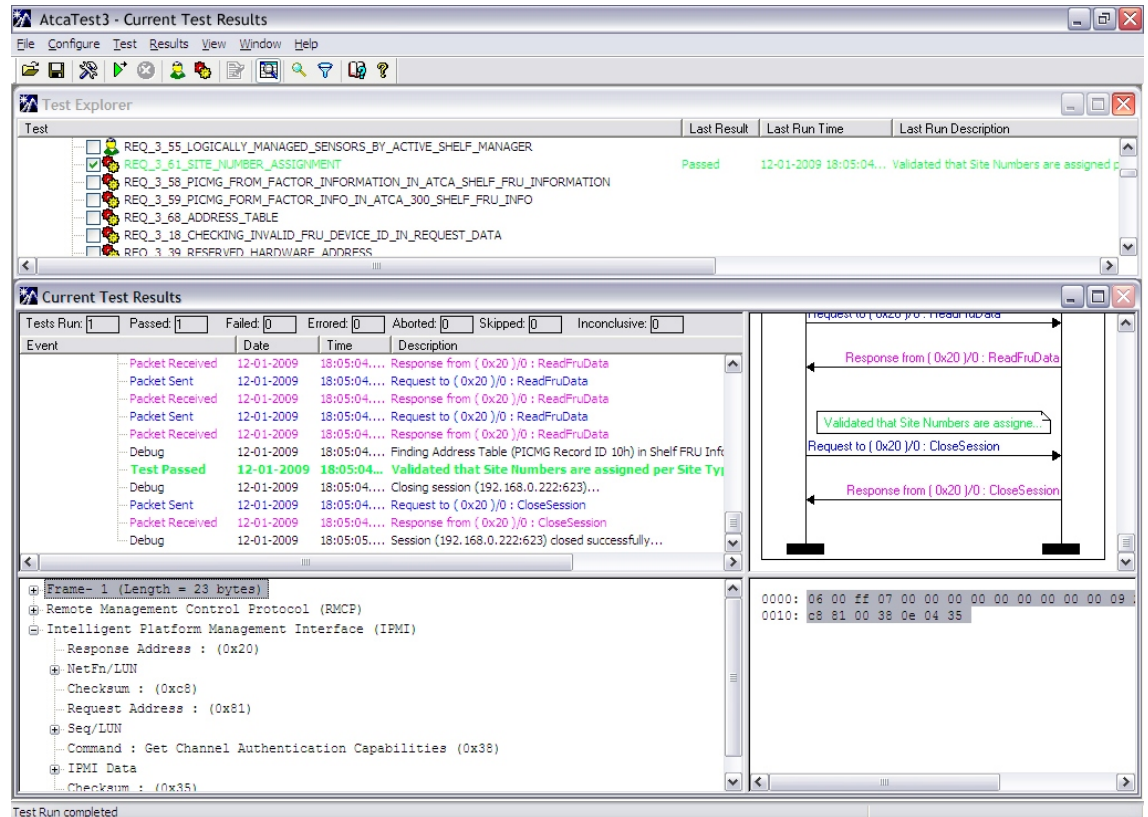 AtcaTest3 - Current Test Results
File Configure Test Results View Window Help
Test Explorer
Test Last Result Last Run Time Last Run Description
REQ_3_55_LOGICALLY_MANAGED_SENSORS_BY_ACTIVE_SHELF_MANAGER
REQ_3_61_SITE_NUMBER_ASSIGNMENT Passed 12-01-2009 18:05:04... Validated that Site Numbers are assigned p
REQ_3_58_PICMG_FROM_FACTOR_INFORMATION_IN_ATCA_SHELF_FRU_INFORMATION
REQ_3_59_PICMG_FORM_FACTOR_INFO_IN_ATCA_300_SHELF_FRU_INFO
REQ_3_68_ADDRESS_TABLE
REQ_3_18_CHECKING_INVALID_FRU_DEVICE_ID_IN_REQUEST_DATA
REQ_3_39_RESERVED_HARDWARE_ADDRESS
Current Test Results
Tests Run: 1 Passed: 1 Failed: 0 Errored: 0 Aborted: 0 Skipped: 0 Inconclusive: 0
Event Date Time Description
Packet Received 12-01-2009 18:05:04.... Response from ( 0x20 )/0 : ReadFruData
Packet Sent 12-01-2009 18:05:04.... Request to ( 0x20 )/0 : ReadFruData
Packet Received 12-01-2009 18:05:04.... Response from ( 0x20 )/0 : ReadFruData
Packet Sent 12-01-2009 18:05:04.... Request to ( 0x20 )/0 : ReadFruData
Packet Received 12-01-2009 18:05:04.... Response from ( 0x20 )/0 : ReadFruData
Debug 12-01-2009 18:05:04.... Finding Address Table (PICMG Record ID 10h) in Shelf FRU Info
Test Passed 12-01-2009 18:05:04... Validated that Site Numbers are assigned per Site Typ
Debug 12-01-2009 18:05:04.... Closing session (192.168.0.222:623)...
Packet Sent 12-01-2009 18:05:04.... Request to ( 0x20 )/0 : CloseSession
Packet Received 12-01-2009 18:05:04.... Response from ( 0x20 )/0 : CloseSession
Debug 12-01-2009 18:05:05.... Session (192.168.0.222:623) closed successfully...
Request to ( 0x20 )/0 : ReadFruData
Response from ( 0x20 )/0 : ReadFruData
Validated that Site Numbers are assigne...
Request to ( 0x20 )/0 : CloseSession
Response from ( 0x20 )/0 : CloseSession
Frame- 1 (Length = 23 bytes)
Remote Management Control Protocol (RMCP)
Intelligent Platform Management Interface (IPMI)
Response Address : (0x20)
NetFn/LUN
Checksum : (0xc8)
Request Address : (0x81)
Seq/LUN
Command : Get Channel Authentication Capabilities (0x38)
IPMI Data
Checksum : (0x35)
0000: 06 00 ff 07 00 00 00 00 00 00 00 00 00 09
0010: c8 81 00 38 0e 04 35
Test Run completed